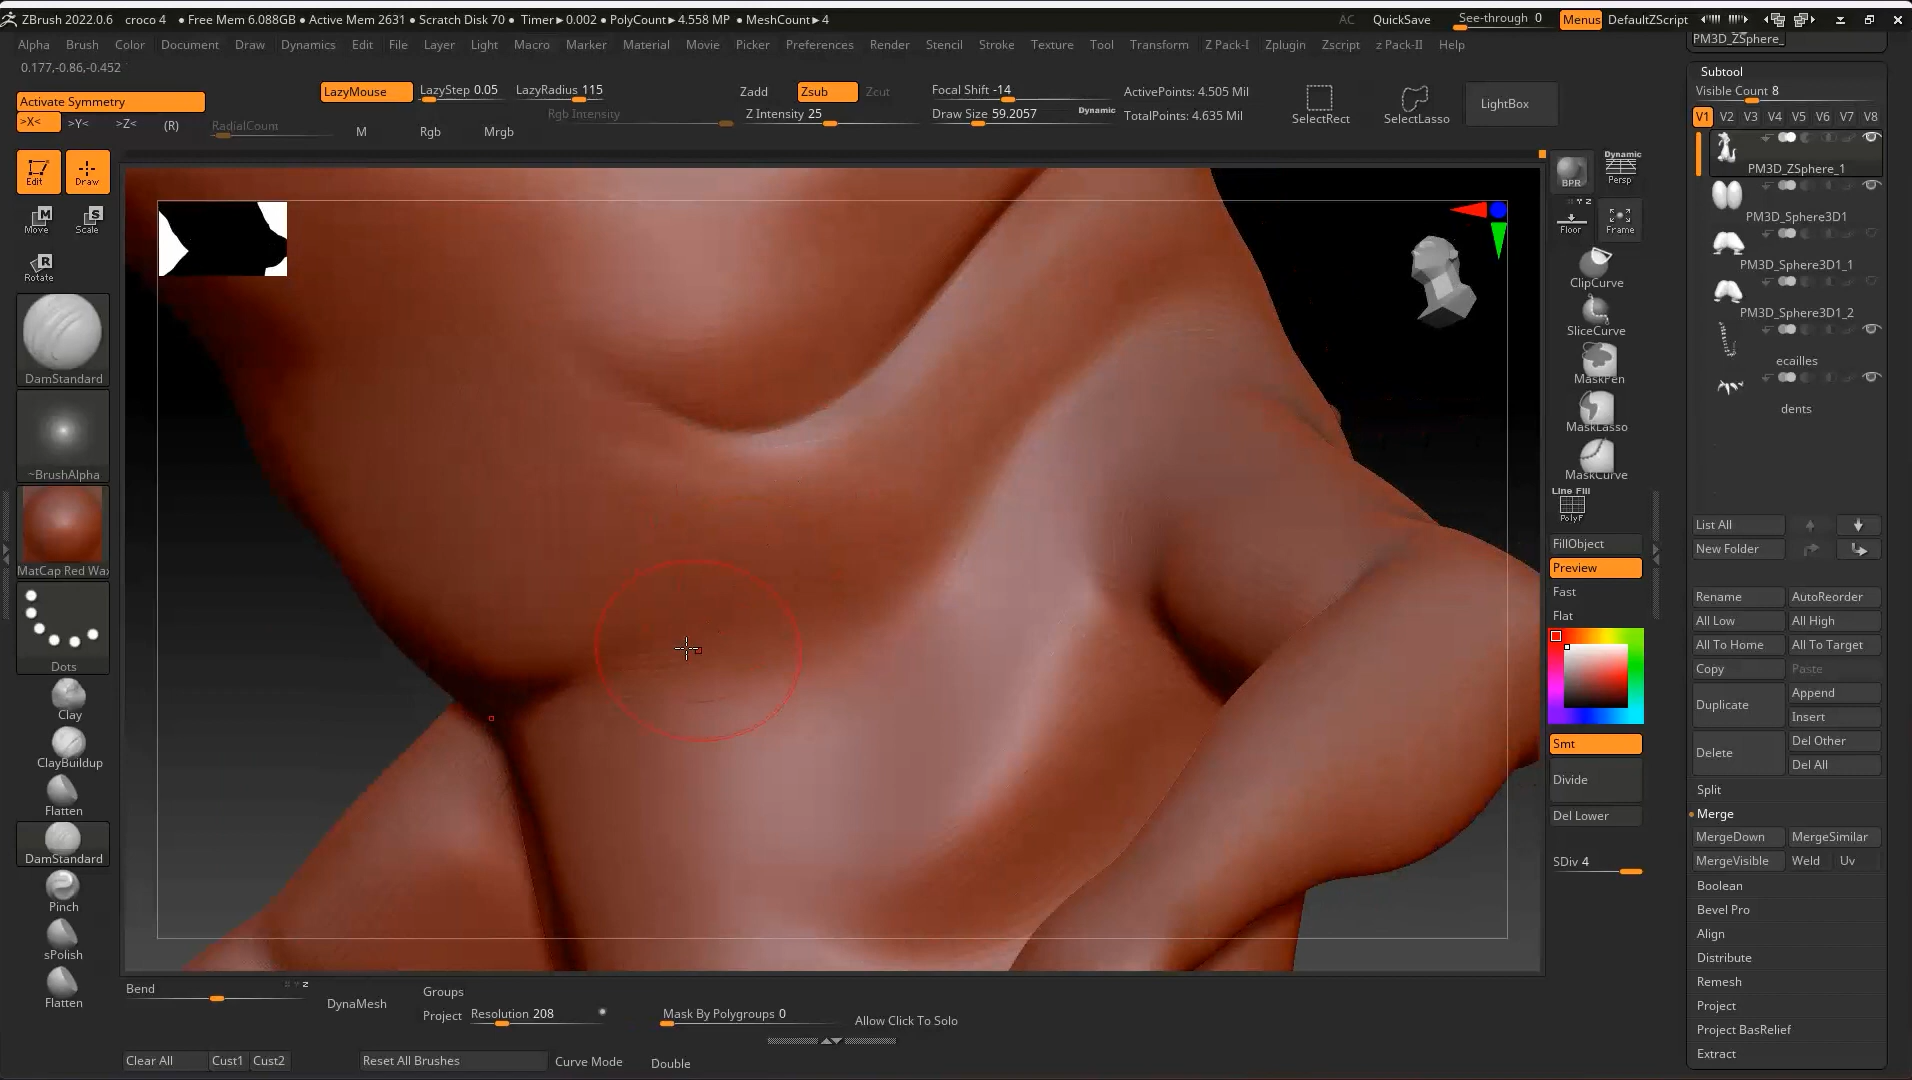 ZBrush 2022.0.6 croco 4 • Free Mem 6.088GB • Active Mem 2631 • Scratch Disk 70 • Timer▸0.002 • PolyCount▸4.558 MP • MeshCount▸4 AC QuickSave See-through 0 Menus DefaultZScript
Alpha Brush Color Document Draw Dynamics Edit File Layer Light Macro Marker Material Movie Picker Preferences Render Stencil Stroke Texture Tool Transform Z Pack-I Zplugin Zscript z Pack-II Help
PM3D_ZSphere_
0.177,-0.86,-0.452
Activate Symmetry
>X< >Y< >Z< (R) RadialCount
LazyMouse LazyStep 0.05 LazyRadius 115
Rgb Intensity
M Rgb Mrgb
Zadd Zsub Zcut
Z Intensity 25
Focal Shift -14
Draw Size 59.2057 Dynamic
ActivePoints: 4.505 Mil
TotalPoints: 4.635 Mil
SelectRect SelectLasso LightBox
Edit Draw
Move Scale
Rotate
DamStandard
~BrushAlpha
MatCap Red Wax
Dots
Clay
ClayBuildup
Flatten
DamStandard
Pinch
sPolish
Flatten
BPR Dynamic
Persp
Floor Frame
ClipCurve
SliceCurve
MaskPen
MaskLasso
MaskCurve
Line Fill
PolyF
FillObject
Preview
Fast
Flat
Smt
Divide
Del Lower
SDiv 4
Subtool
Visible Count 8
V1 V2 V3 V4 V5 V6 V7 V8
PM3D_ZSphere_1
PM3D_Sphere3D1
PM3D_Sphere3D1_1
PM3D_Sphere3D1_2
ecailles
dents
List All
New Folder
Rename AutoReorder
All Low All High
All To Home All To Target
Copy Paste
Duplicate Append
Insert
Delete Del Other
Del All
Split
Merge
MergeDown MergeSimilar
MergeVisible Weld Uv
Boolean
Bevel Pro
Align
Distribute
Remesh
Project
Project BasRelief
Extract
Bend
DynaMesh
Groups
Project Resolution 208
Mask By Polygroups 0
Allow Click To Solo
Clear All Cust1 Cust2 Reset All Brushes Curve Mode Double